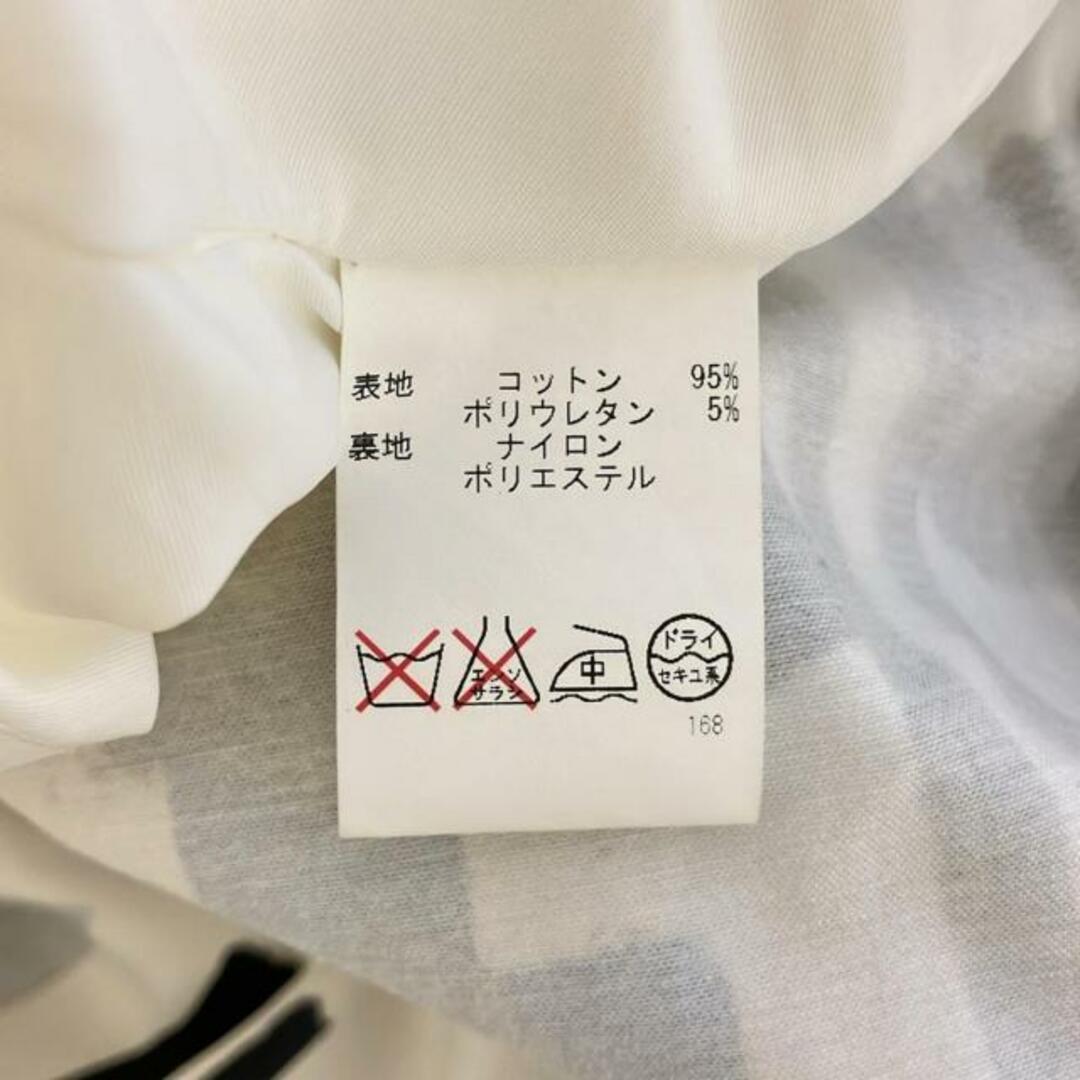 表地 コットン 95%
ポリウレタン 5%
裏地 ナイロン
ポリエステル
エンソ
サラシ
中
ドライ
セキユ系
168